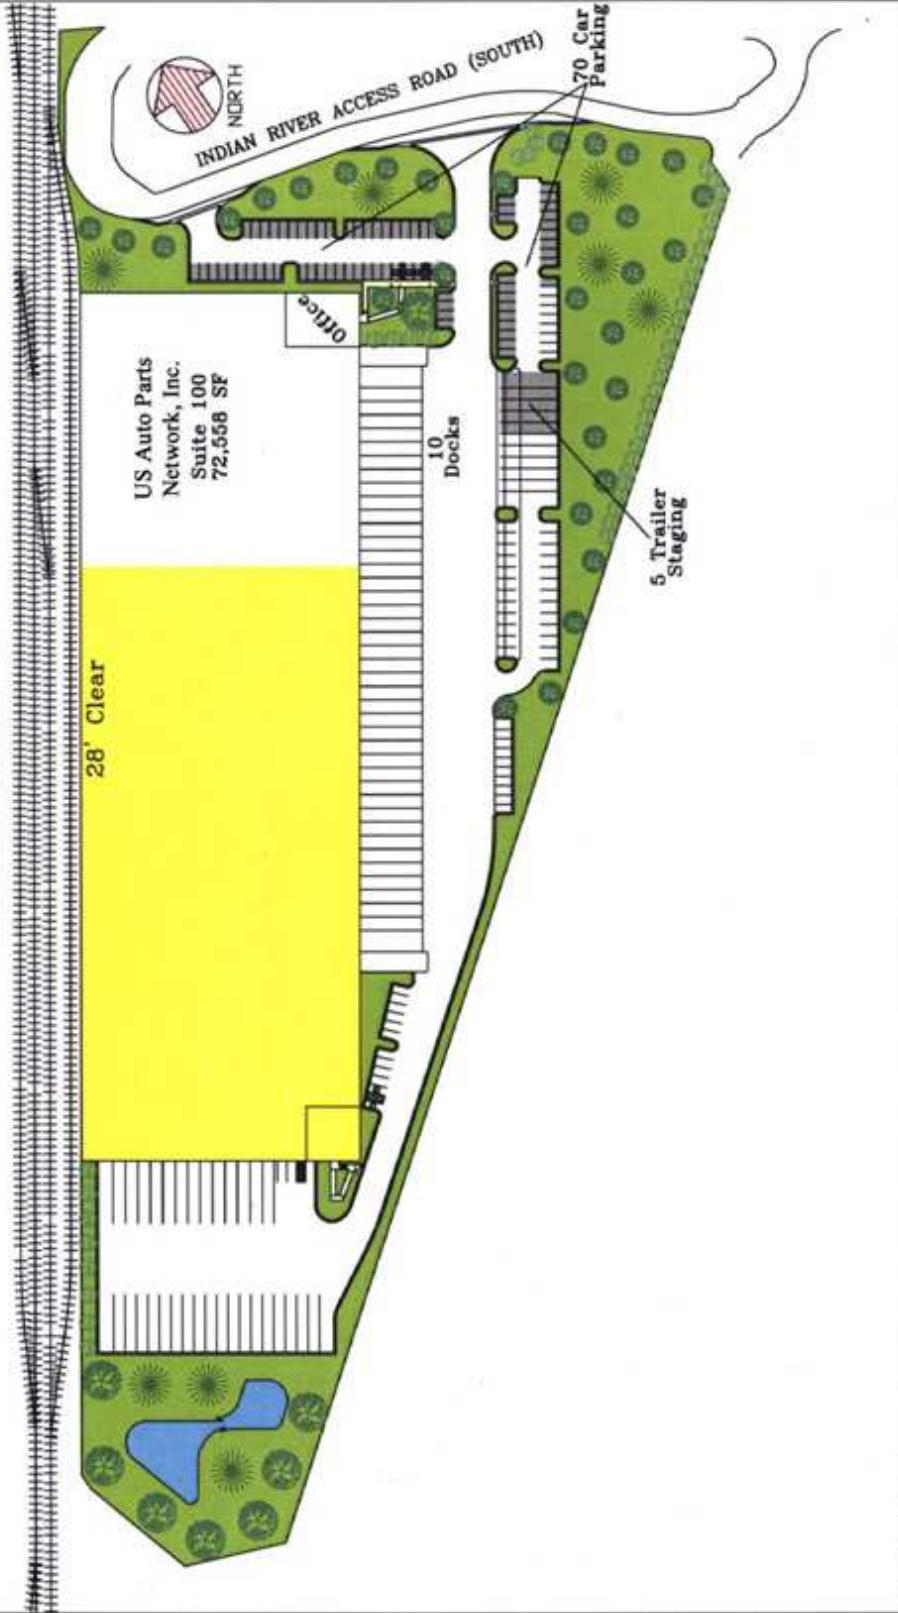 NORTH
INDIAN RIVER ACCESS ROAD (SOUTH)
70 Car
Parking
Office
US Auto Parts
Network, Inc.
Suite 100
72,558 SF
10
Docks
5 Trailer
Staging
28' Clear